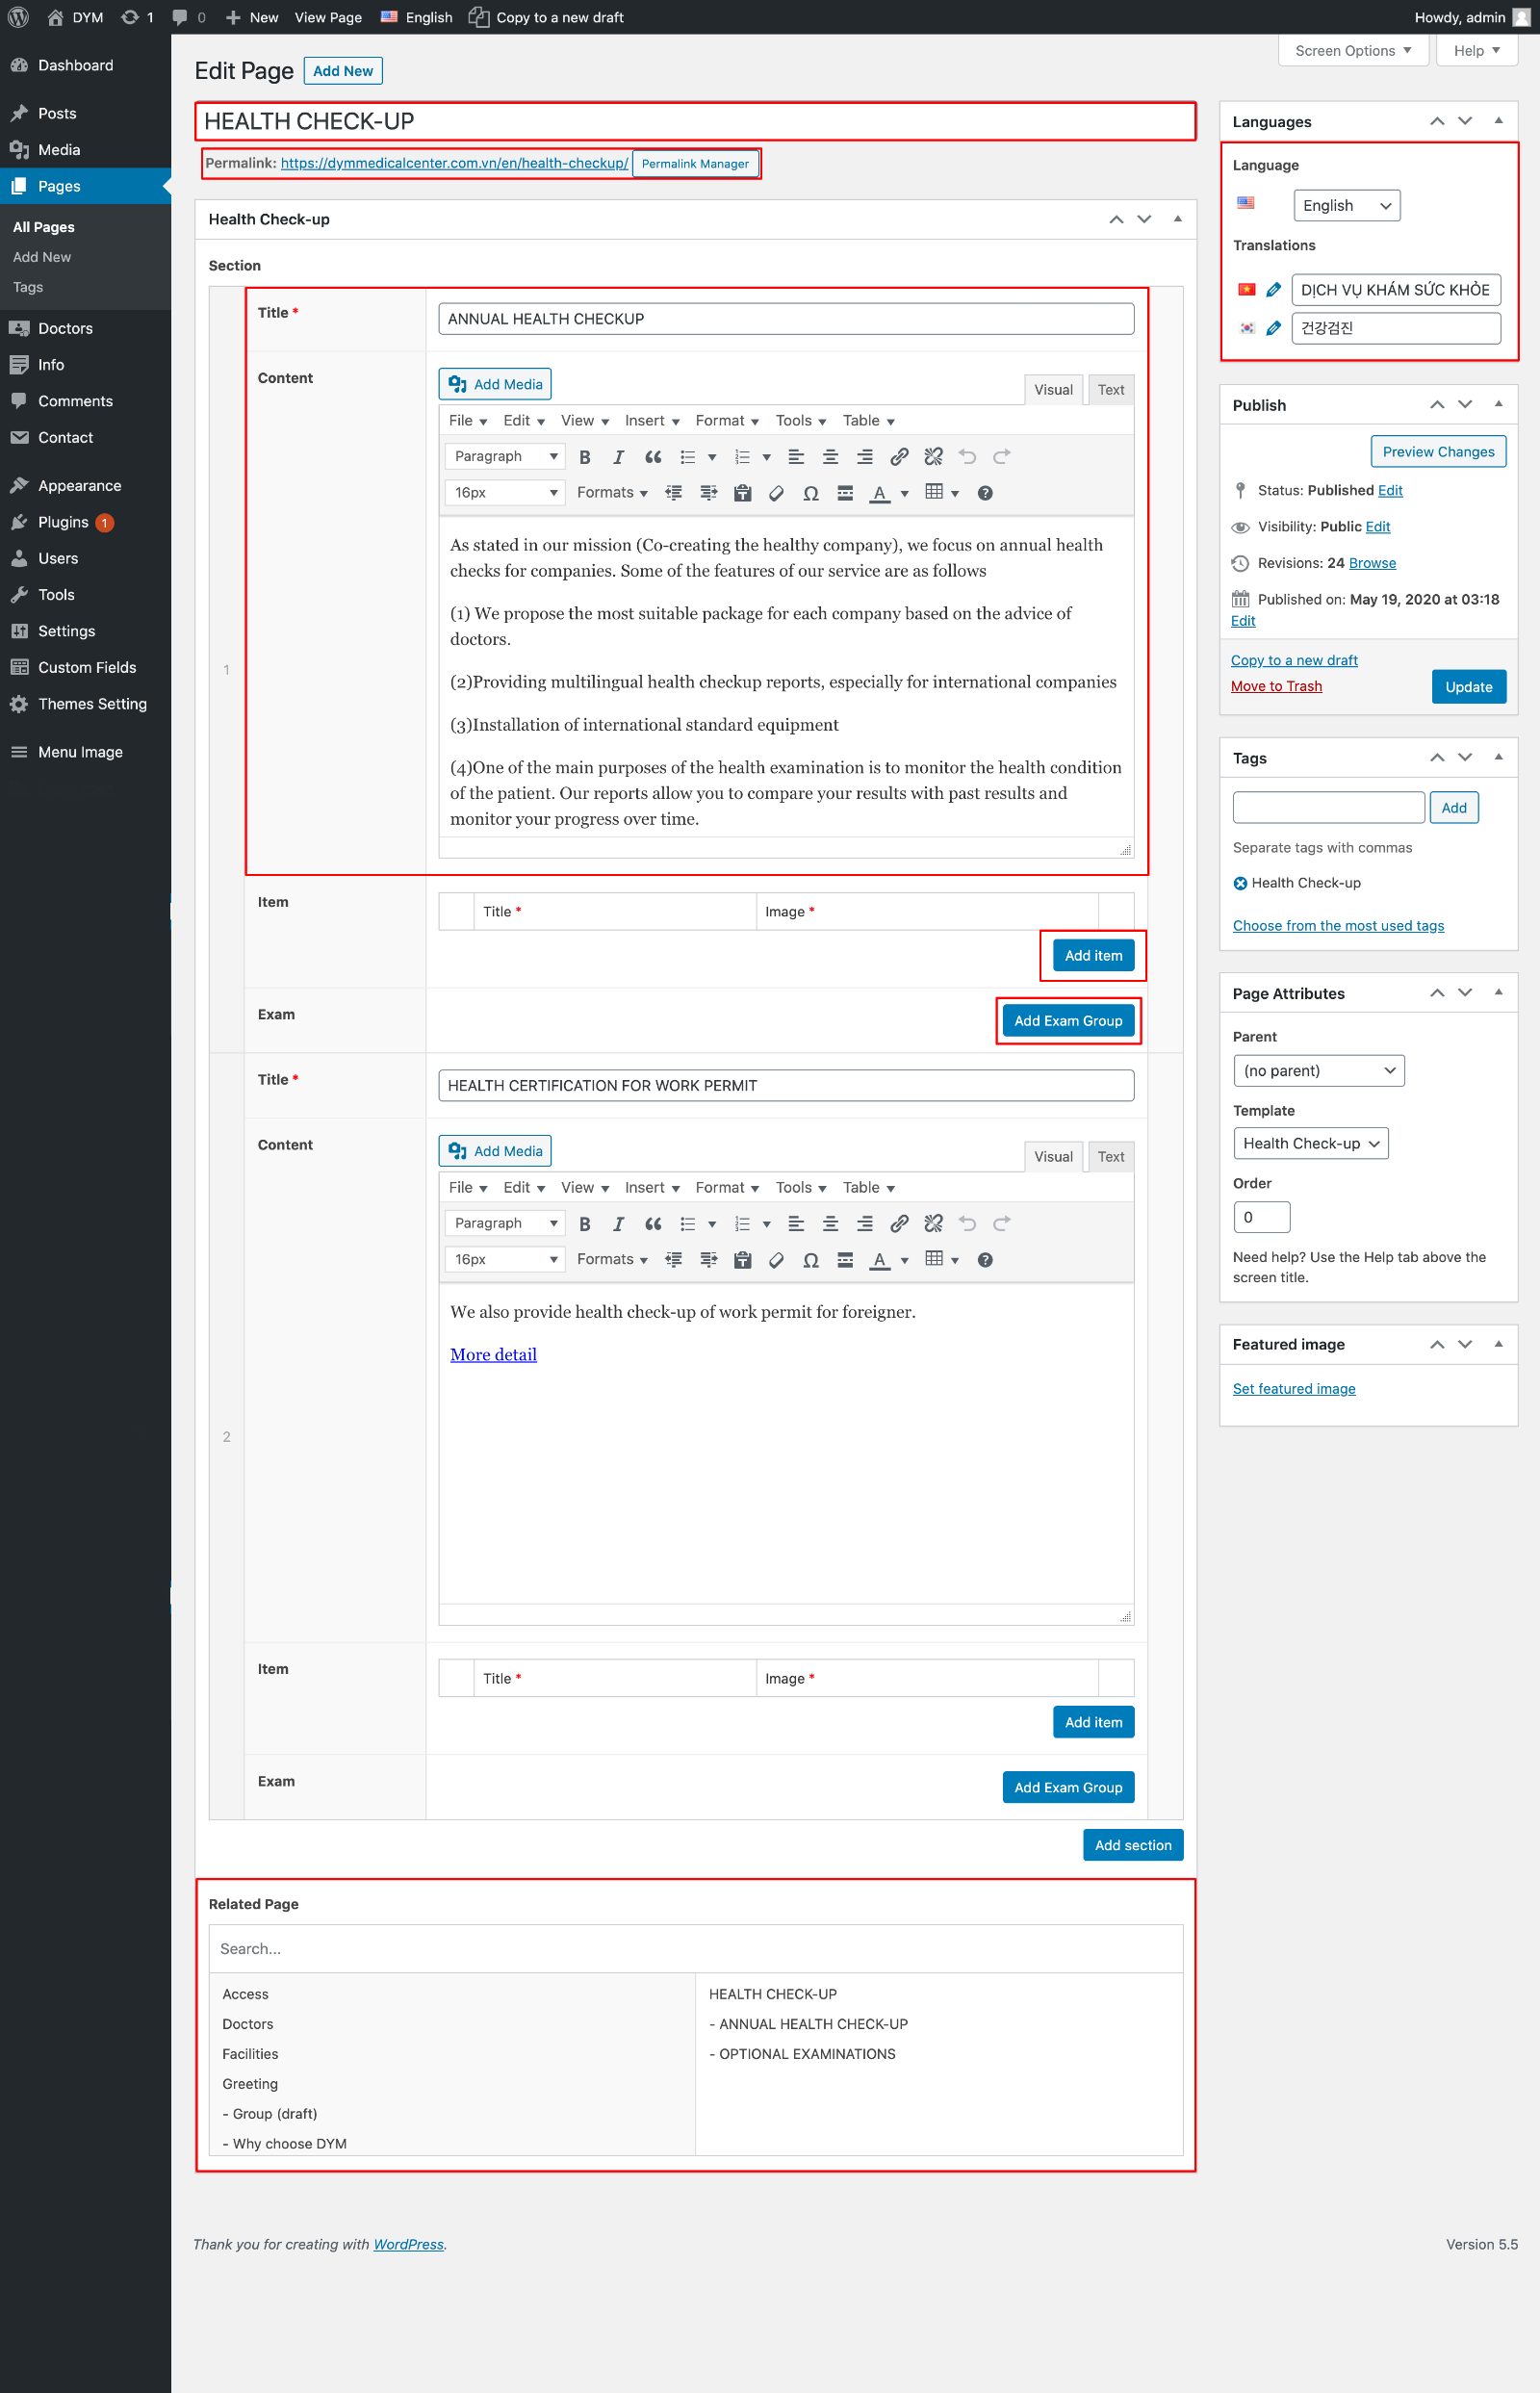 DYM 1 0 New View Page English Copy to a new draft Howdy, admin
Screen Options Help
Dashboard
Posts
Media
Pages
All Pages
Add New
Tags
Doctors
Info
Comments
Contact
Appearance
Plugins 1
Users
Tools
Settings
Custom Fields
Themes Setting
Menu Image
Edit Page Add New
HEALTH CHECK-UP
Permalink: https://dymmedicalcenter.com.vn/en/health-checkup/ Permalink Manager
Health Check-up
Section
1
Title *
ANNUAL HEALTH CHECKUP
Content
Add Media
Visual Text
File Edit View Insert Format Tools Table
Paragraph
16px Formats
As stated in our mission (Co-creating the healthy company), we focus on annual health
checks for companies. Some of the features of our service are as follows
(1) We propose the most suitable package for each company based on the advice of
doctors.
(2)Providing multilingual health checkup reports, especially for international companies
(3)Installation of international standard equipment
(4)One of the main purposes of the health examination is to monitor the health condition
of the patient. Our reports allow you to compare your results with past results and
monitor your progress over time.
Item
Title * Image *
Add item
Exam
Add Exam Group
2
Title *
HEALTH CERTIFICATION FOR WORK PERMIT
Content
Add Media
Visual Text
File Edit View Insert Format Tools Table
Paragraph
16px Formats
We also provide health check-up of work permit for foreigner.
More detail
Item
Title * Image *
Add item
Exam
Add Exam Group
Add section
Related Page
Search...
Access
Doctors
Facilities
Greeting
- Group (draft)
- Why choose DYM
HEALTH CHECK-UP
- ANNUAL HEALTH CHECK-UP
- OPTIONAL EXAMINATIONS
Languages
Language
English
Translations
DỊCH VỤ KHÁM SỨC KHỎE
건강검진
Publish
Preview Changes
Status: Published Edit
Visibility: Public Edit
Revisions: 24 Browse
Published on: May 19, 2020 at 03:18
Edit
Copy to a new draft
Move to Trash
Update
Tags
Add
Separate tags with commas
Health Check-up
Choose from the most used tags
Page Attributes
Parent
(no parent)
Template
Health Check-up
Order
0
Need help? Use the Help tab above the
screen title.
Featured image
Set featured image
Thank you for creating with WordPress.
Version 5.5